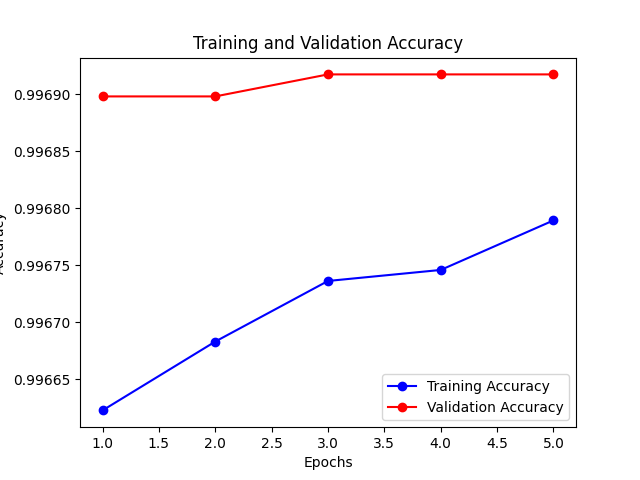 Training and Validation Accuracy
0.99690
0.99685
0.99680
0.99675
0.99670
0.99665
1.0 1.5 2.0 2.5 3.0 3.5 4.0 4.5 5.0
Epochs
Training Accuracy
Validation Accuracy